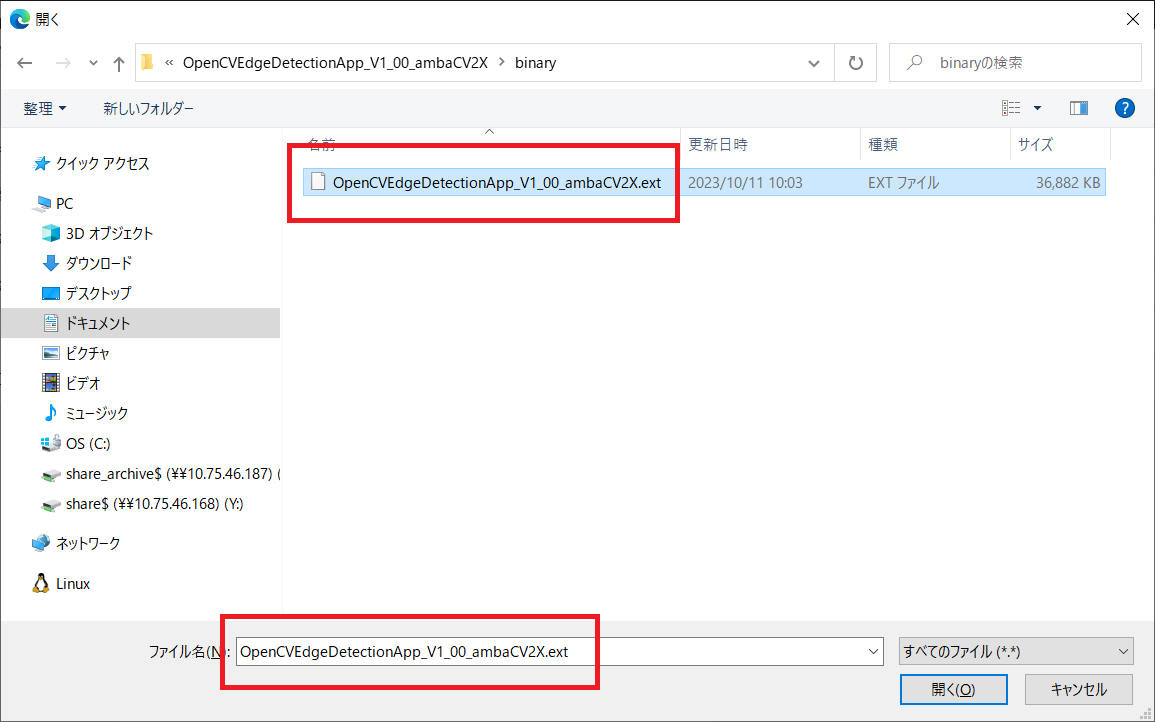 開く
« OpenCVEdgeDetectionApp_V1_00_ambaCV2X > binary
binaryの検索
整理
新しいフォルダー
?
名前
更新日時
種類
サイズ
OpenCVEdgeDetectionApp_V1_00_ambaCV2X.ext
2023/10/11 10:03
EXT ファイル
36,882 KB
クイック アクセス
PC
3D オブジェクト
ダウンロード
デスクトップ
ドキュメント
ピクチャ
ビデオ
ミュージック
OS (C:)
share_archive$ (¥¥10.75.46.187) (
share$ (¥¥10.75.46.168) (Y:)
ネットワーク
Linux
ファイル名(N):
OpenCVEdgeDetectionApp_V1_00_ambaCV2X.ext
すべてのファイル (*.*)
開く(O)
キャンセル